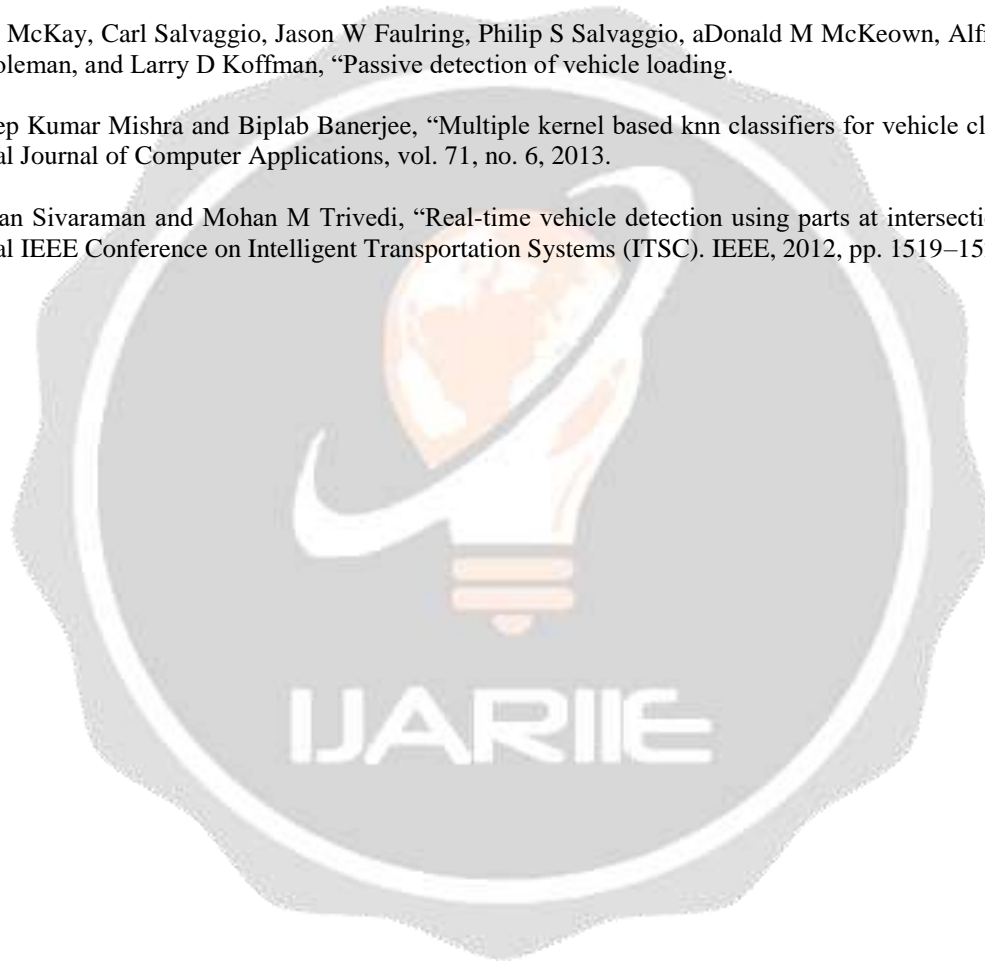 McKay, Carl Salvaggio, Jason W Faulring, Philip S Salvaggio, aDonald M McKeown, Alf
oleman, and Larry D Koffman, “Passive detection of vehicle loading.
ep Kumar Mishra and Biplab Banerjee, “Multiple kernel based knn classifiers for vehicle cl
al Journal of Computer Applications, vol. 71, no. 6, 2013.
an Sivaraman and Mohan M Trivedi, “Real-time vehicle detection using parts at intersectio
al IEEE Conference on Intelligent Transportation Systems (ITSC). IEEE, 2012, pp. 1519–15
IJARIIE